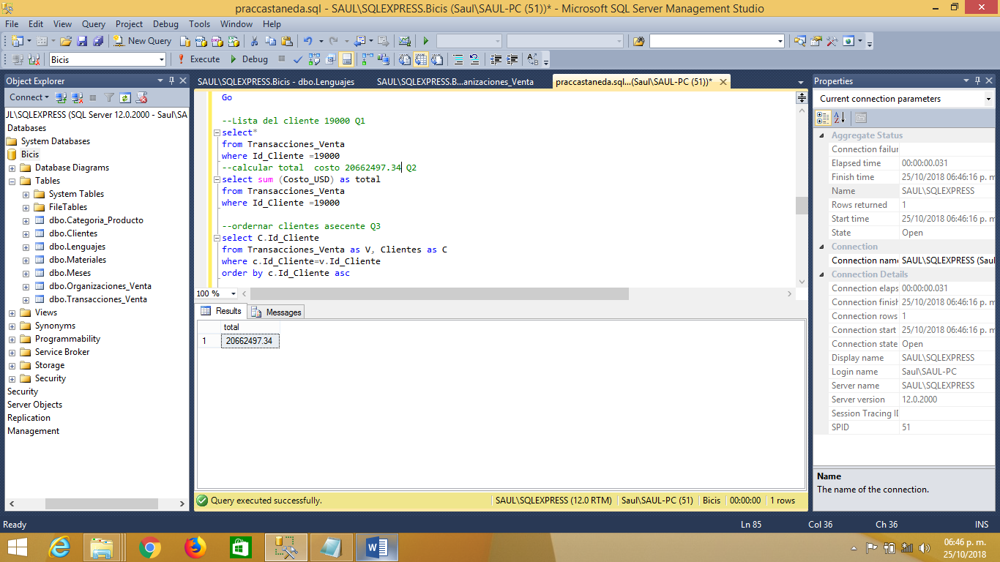 praccastaneda.sql - SAUL\SQLEXPRESS.Bicis (Saul\SAUL-PC (51))* - Microsoft SQL Server Management Studio
File Edit View Query Project Debug Tools Window Help
New Query
Bicis Execute Debug
Object Explorer
Connect
JL\SQLEXPRESS (SQL Server 12.0.2000 - Saul\SA
Databases
System Databases
Bicis
Database Diagrams
Tables
System Tables
FileTables
dbo.Categoria_Producto
dbo.Clientes
dbo.Lenguajes
dbo.Materiales
dbo.Meses
dbo.Organizaciones_Venta
dbo.Transacciones_Venta
Views
Synonyms
Programmability
Service Broker
Storage
Security
Security
Server Objects
Replication
Management
SAUL\SQLEXPRESS.Bicis - dbo.Lenguajes SAUL\SQLEXPRESS.B...anizaciones_Venta praccastaneda.sql...(Saul\SAUL-PC (51))*
Go
--Lista del cliente 19000 Q1
select*
from Transacciones_Venta
where Id_Cliente =19000
--calcular total  costo 20662497.34 Q2
select sum (Costo_USD) as total
from Transacciones_Venta
where Id_Cliente =19000
--ordernar clientes asecente Q3
select C.Id_Cliente
from Transacciones_Venta as V, Clientes as C
where c.Id_Cliente=v.Id_Cliente
order by c.Id_Cliente asc
100 %
Results Messages
total
1 20662497.34
Query executed successfully. SAUL\SQLEXPRESS (12.0 RTM) Saul\SAUL-PC (51) Bicis 00:00:00 1 rows
Properties
Current connection parameters
Aggregate Status
Connection failur
Elapsed time 00:00:00.031
Finish time 25/10/2018 06:46:16 p. m
Name SAUL\SQLEXPRESS
Rows returned 1
Start time 25/10/2018 06:46:16 p. m
State Open
Connection
Connection name SAUL\SQLEXPRESS (Saul
Connection Details
Connection elaps 00:00:00.031
Connection finish 25/10/2018 06:46:16 p. m
Connection rows 1
Connection start 25/10/2018 06:46:16 p. m
Connection state Open
Display name SAUL\SQLEXPRESS
Login name Saul\SAUL-PC
Server name SAUL\SQLEXPRESS
Server version 12.0.2000
Session Tracing ID
SPID 51
Name
The name of the connection.
Ready Ln 85 Col 36 Ch 36 INS
06:46 p. m.
25/10/2018